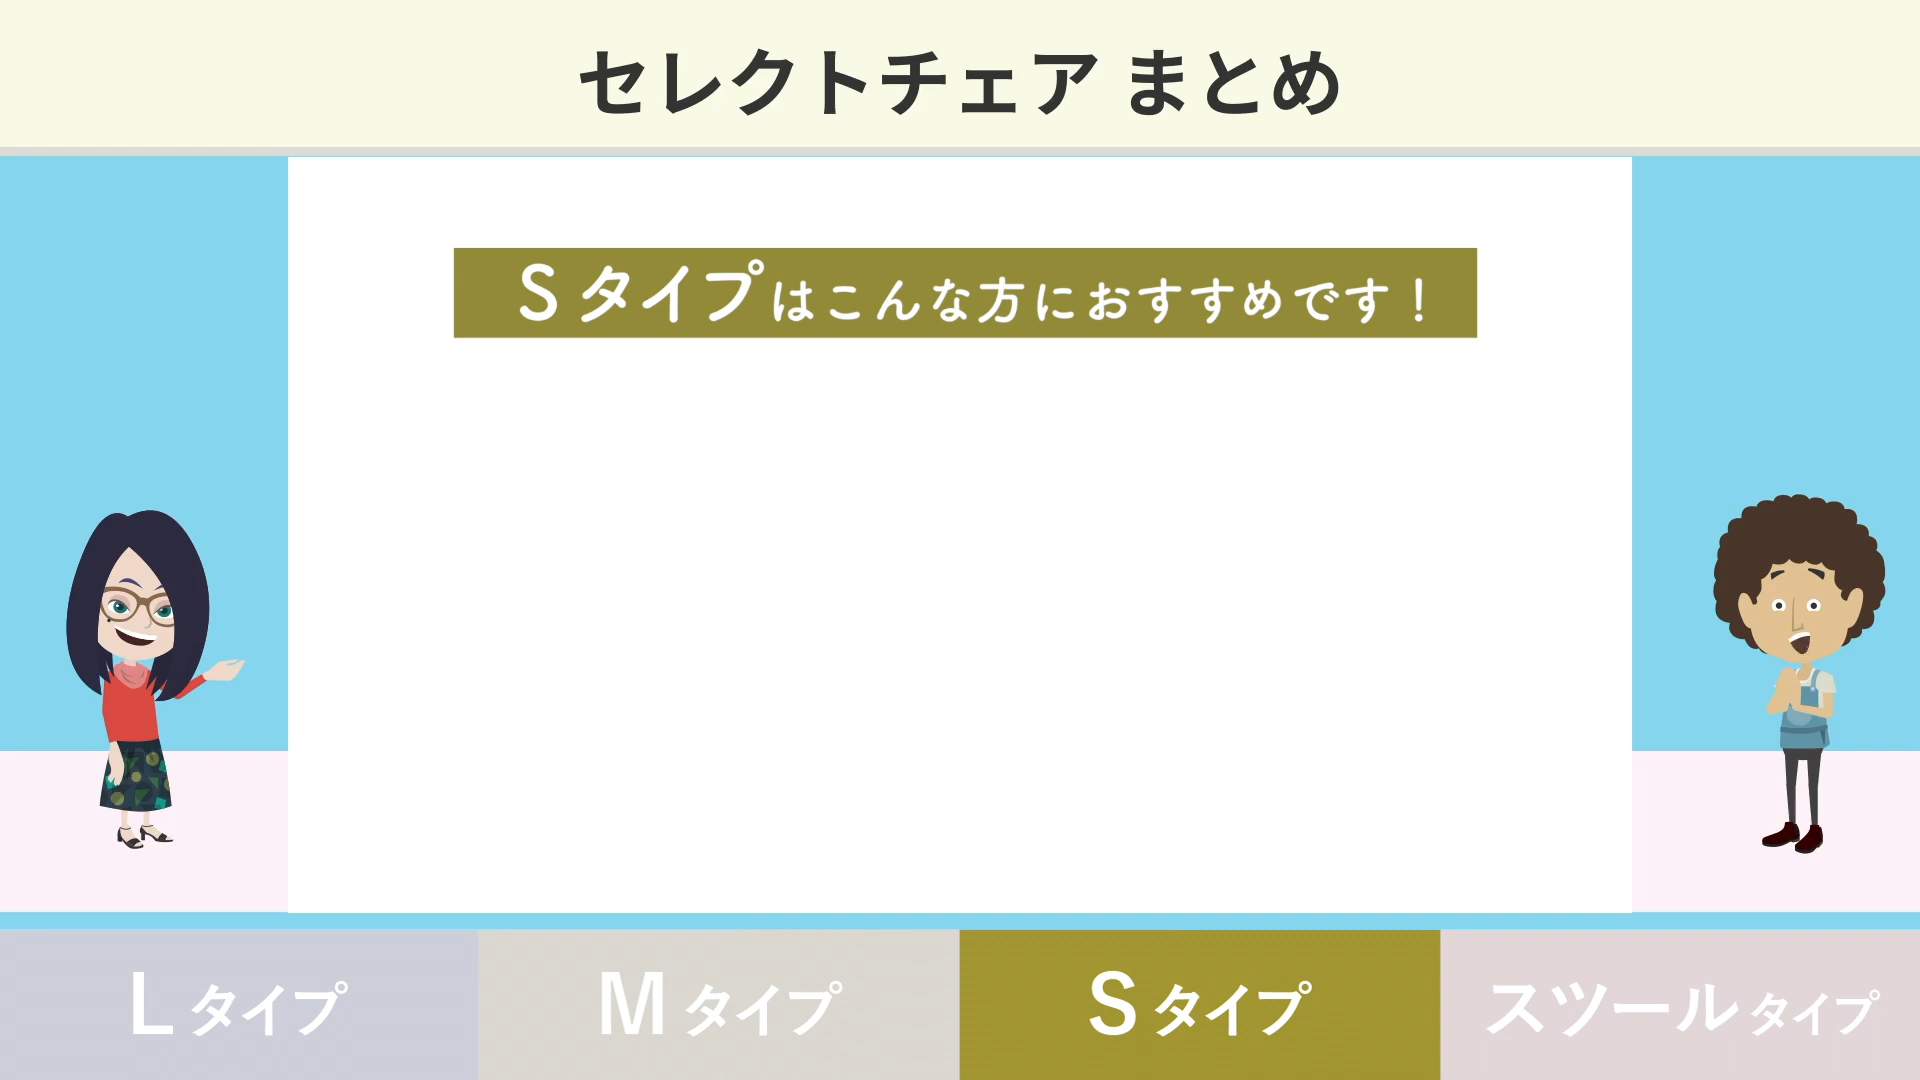 セレクトチェア まとめ
Sタイプはこんな方におすすめです！
Lタイプ
Mタイプ
Sタイプ
スツールタイプ